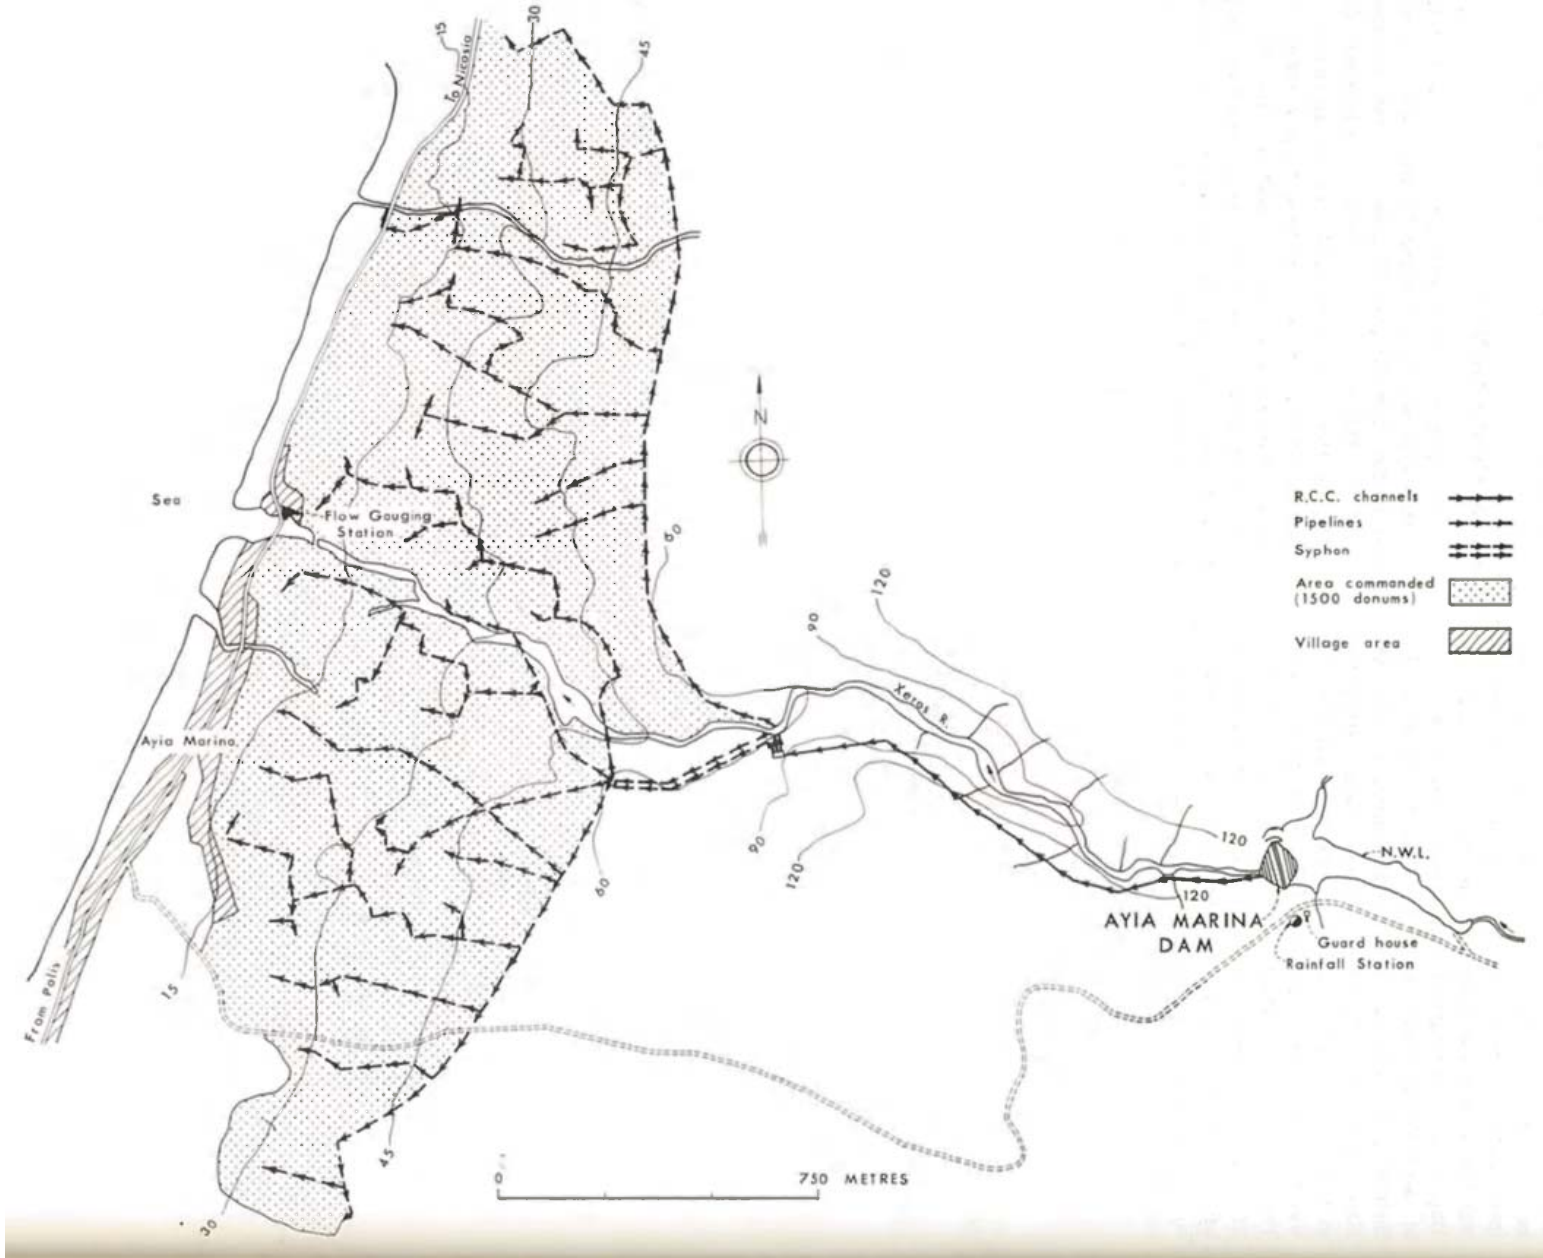 30
15
To Nicosia
45
N
Sea
Flow Gauging
Station
60
120
90
R.C.C. channels
Pipelines
Syphon
Area commanded
(1500 donums)
Village area
Xeros R.
Ayia Marina
90
120
60
120
N.W.L.
120
AYIA MARINA
DAM
Guard house
Rainfall Station
From Polis
15
45
30
0
750 METRES